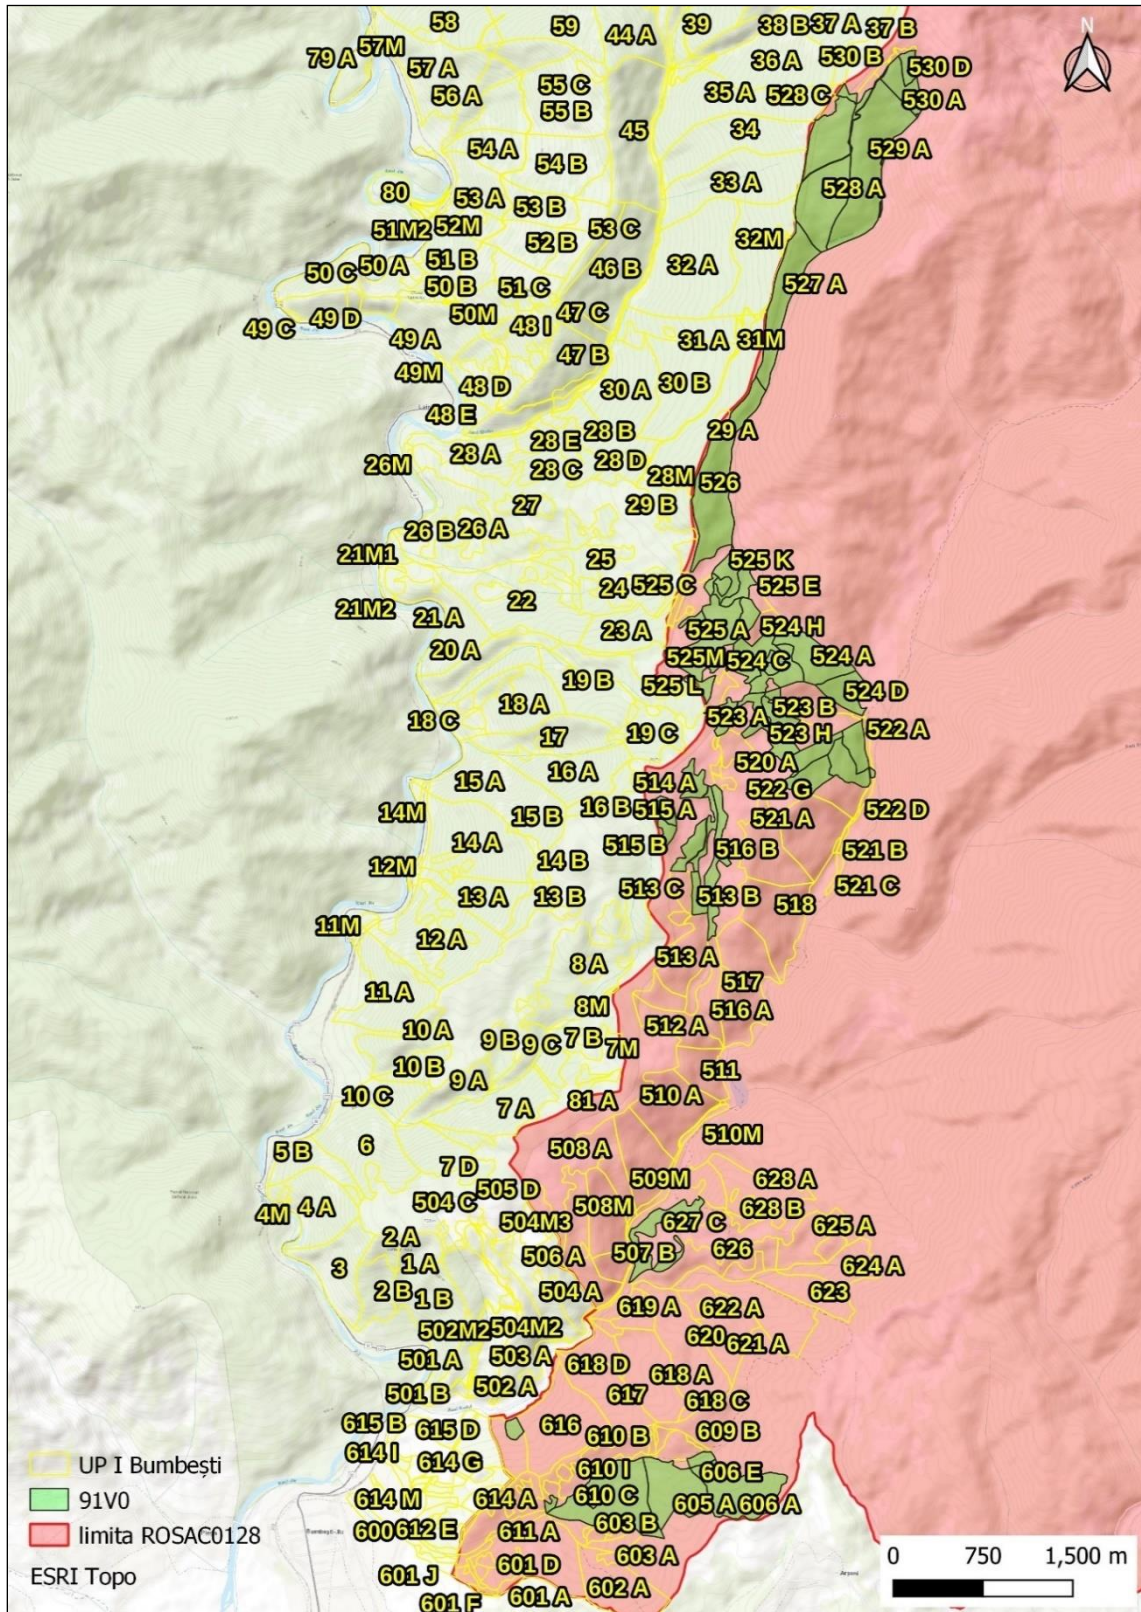 58
59
44 A
39
38 B
37 A
37 B
57M
79 A
57 A
36 A
530 B
530 D
56 A
55 C
35 A
528 C
530 A
55 B
45
34
54 A
54 B
529 A
80
53 A
53 B
33 A
528 A
51M2
52M
52 B
53 C
32M
50 C
50 A
51 B
46 B
32 A
50 B
51 C
527 A
49 C
49 D
50M
48 I
47 C
49 A
47 B
31 A
31M
49M
48 D
30 A
30 B
48 E
28 A
28 E
28 B
29 A
26M
28 C
28 D
28M
526
27
29 B
26 B
26 A
21M1
25
525 K
24
525 C
525 E
21M2
21 A
22
23 A
525 A
524 H
20 A
525M
524 C
524 A
19 B
525 L
524 D
18 A
523 B
18 C
17
19 C
523 A
523 H
522 A
15 A
16 A
514 A
520 A
522 G
14M
15 B
16 B
515 A
521 A
522 D
14 A
14 B
515 B
516 B
521 B
12M
13 A
13 B
513 C
513 B
518
521 C
11M
12 A
8 A
513 A
517
11 A
8M
516 A
10 A
9 B
9 C
7 B
7M
512 A
10 B
9 A
511
10 C
7 A
81 A
510 A
5 B
6
508 A
510M
7 D
509M
628 A
4M
4 A
504 C
505 D
504M3
508M
627 C
628 B
625 A
2 A
1 A
506 A
507 B
626
624 A
3
2 B
1 B
504 A
619 A
622 A
623
502M2
504M2
620
621 A
501 A
503 A
618 D
618 A
501 B
502 A
617
618 C
615 B
615 D
616
610 B
609 B
614 I
614 G
610 I
606 E
614 M
614 A
610 C
605 A
606 A
600
612 E
611 A
603 B
601 J
601 D
603 A
601 F
601 A
602 A
N
UP I Bumbești
91V0
limita ROSAC0128
ESRI Topo
0 750 1,500 m